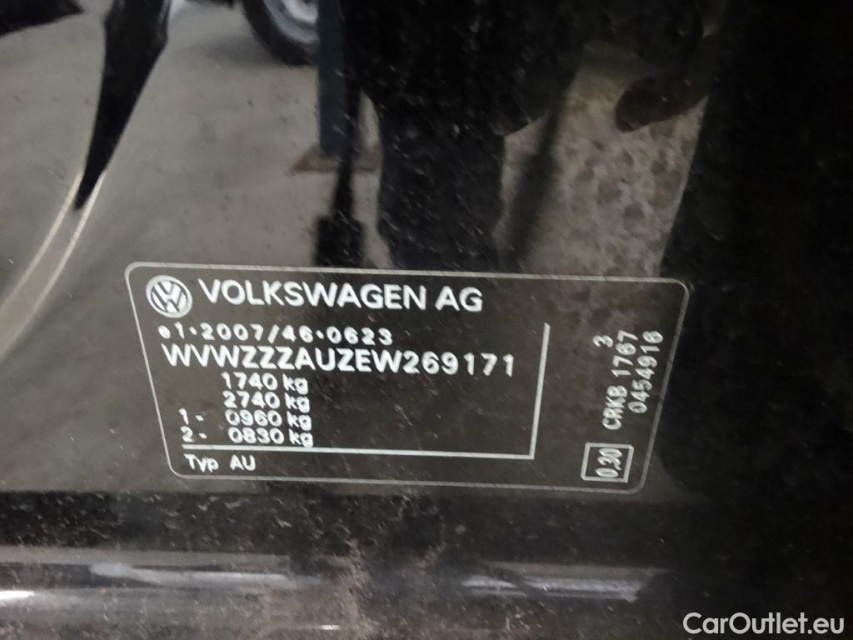 VOLKSWAGEN AG
e1*2007/46*0623
WVWZZZAUZEW269171
1740 kg
2740 kg
1- 0960 kg
2- 0830 kg
Typ AU
3
CRKB 1767
0454916
0,30
CarOutlet.eu